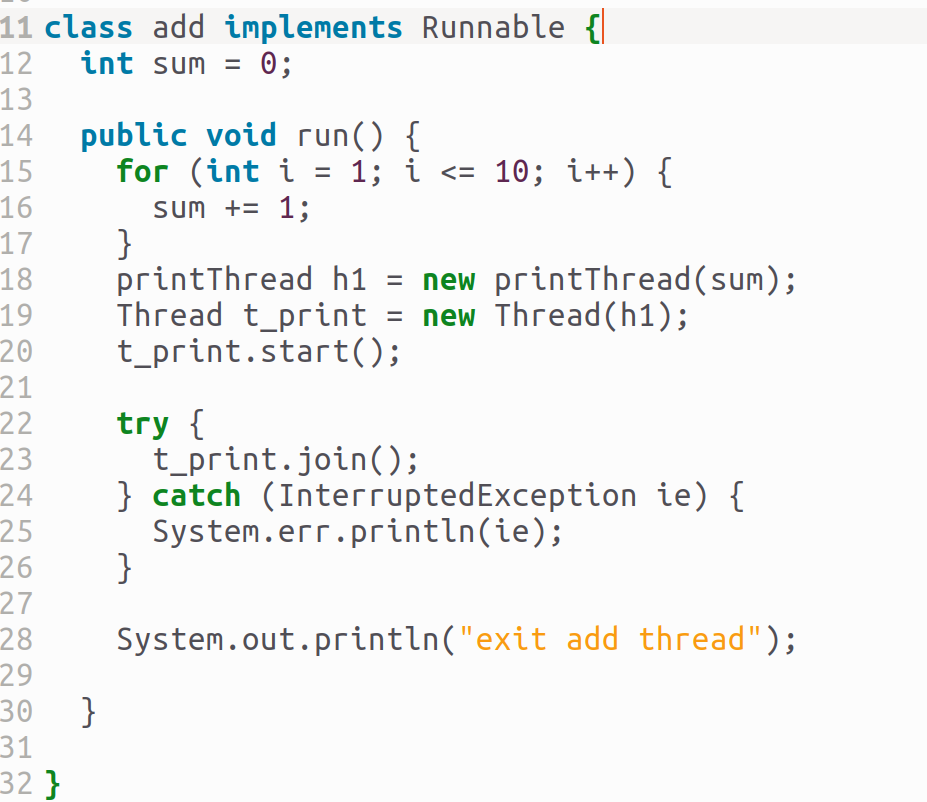 11 class add implements Runnable {
12   int sum = 0;
13
14   public void run() {
15     for (int i = 1; i <= 10; i++) {
16       sum += 1;
17     }
18     printThread h1 = new printThread(sum);
19     Thread t_print = new Thread(h1);
20     t_print.start();
21
22     try {
23       t_print.join();
24     } catch (InterruptedException ie) {
25       System.err.println(ie);
26     }
27
28     System.out.println("exit add thread");
29
30   }
31
32 }